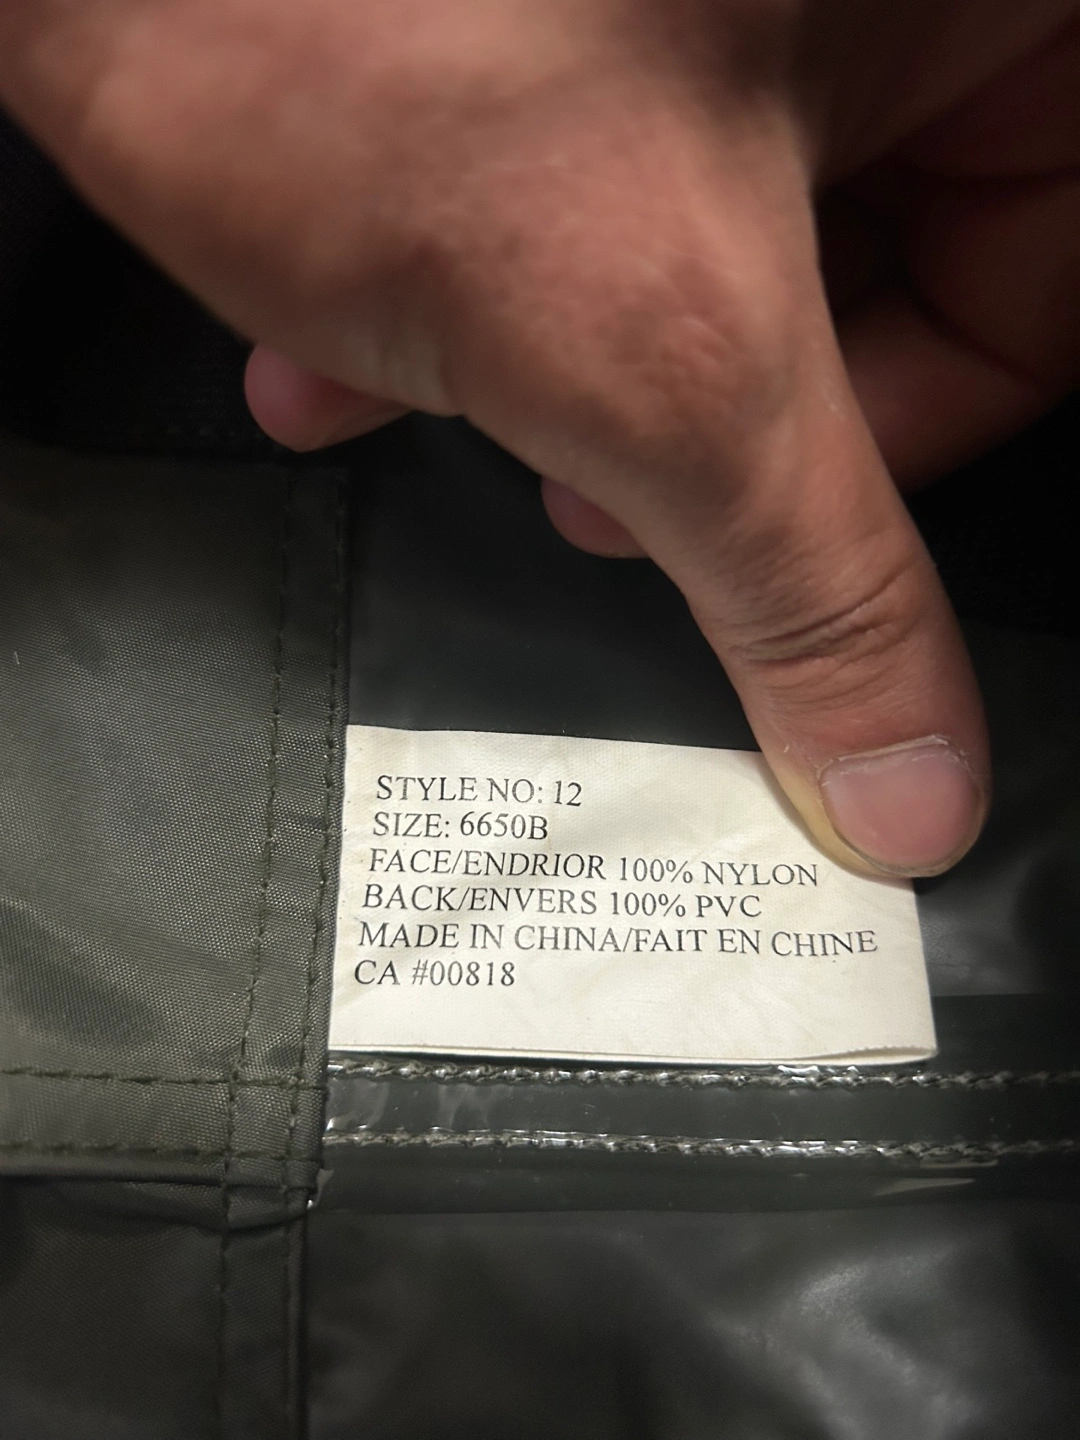 STYLE NO: 12
SIZE: 6650B
FACE/ENDRIOR 100% NYLON
BACK/ENVERS 100% PVC
MADE IN CHINA/FAIT EN CHINE
CA #00818